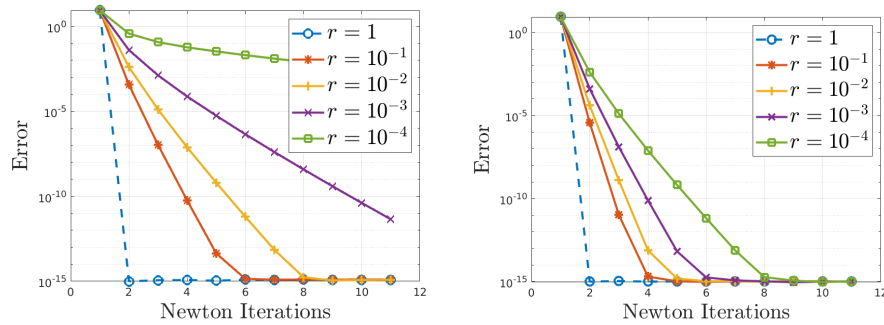 10^0
10^-5
10^-10
10^-15
Error
0 2 4 6 8 10 12
Newton Iterations
r = 1
r = 10^-1
r = 10^-2
r = 10^-3
r = 10^-4
10^0
10^-5
10^-10
10^-15
Error
0 2 4 6 8 10 12
Newton Iterations
r = 1
r = 10^-1
r = 10^-2
r = 10^-3
r = 10^-4